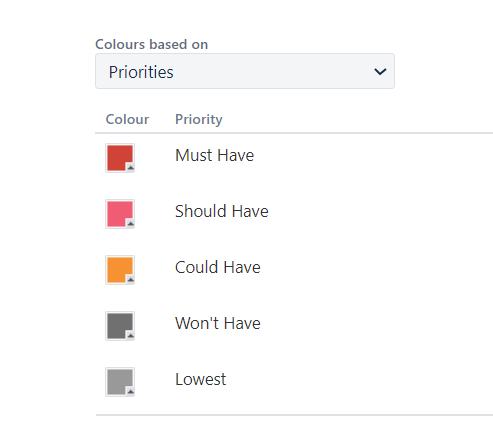 Colours based on
Priorities
Colour Priority
Must Have
Should Have
Could Have
Won't Have
Lowest